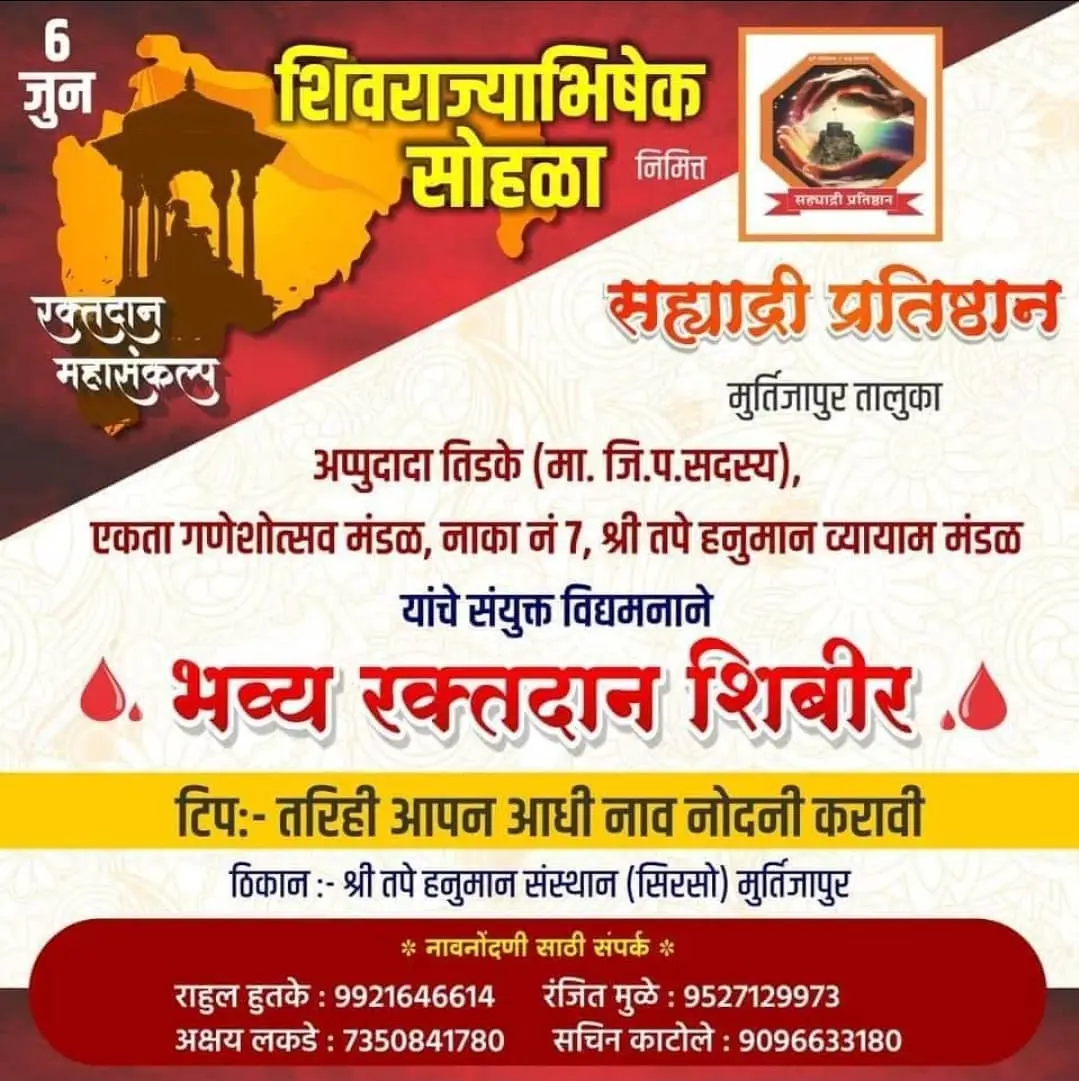 6
जुन
शिवराज्याभिषेक
सोहळा निमित्त
सह्याद्री प्रतिष्ठान
रक्तदान
महासंकल्प
सह्याद्री प्रतिष्ठान
मुर्तिजापुर तालुका
अप्पुदादा तिडके (मा. जि.प.सदस्य),
एकता गणेशोत्सव मंडळ, नाका नं 7, श्री तपे हनुमान व्यायाम मंडळ
यांचे संयुक्त विद्यमनाने
भव्य रक्तदान शिबीर
टिप:- तरिही आपन आधी नाव नोदनी करावी
ठिकान :- श्री तपे हनुमान संस्थान (सिरसो) मुर्तिजापुर
* नावनोंदणी साठी संपर्क *
राहुल हुतके : 9921646614 रंजित मुळे : 9527129973
अक्षय लकडे : 7350841780 सचिन काटोले : 9096633180